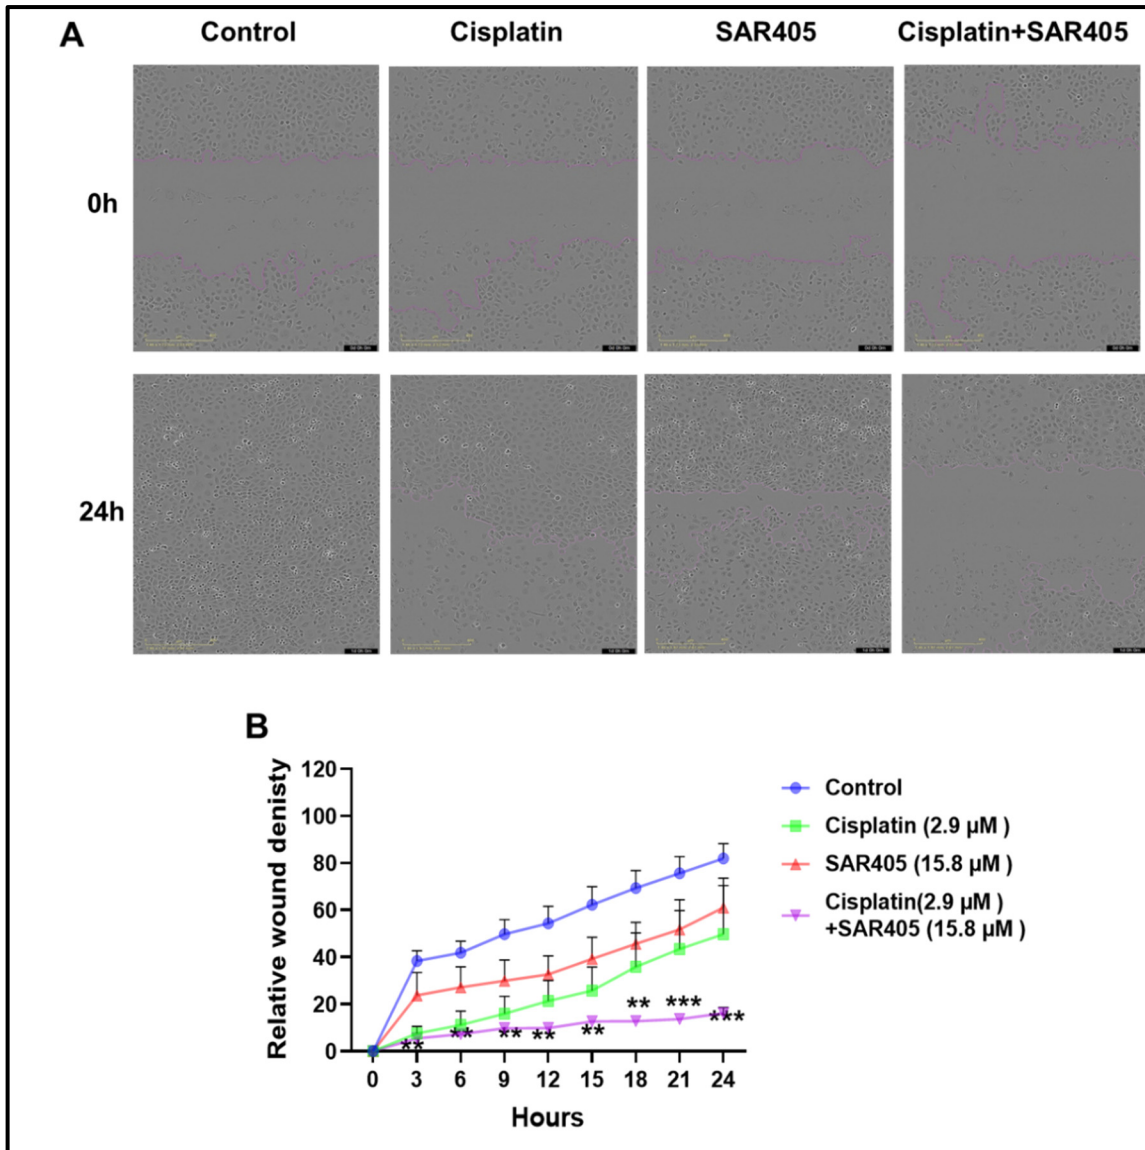 A
Control Cisplatin SAR405 Cisplatin+SAR405
0h
24h
B
Relative wound denisty
120
100
80
60
40
20
0
0 3 6 9 12 15 18 21 24
Hours
** ** ** ** ** ** *** ***
Control
Cisplatin (2.9 µM )
SAR405 (15.8 µM )
Cisplatin(2.9 µM )
+SAR405 (15.8 µM )